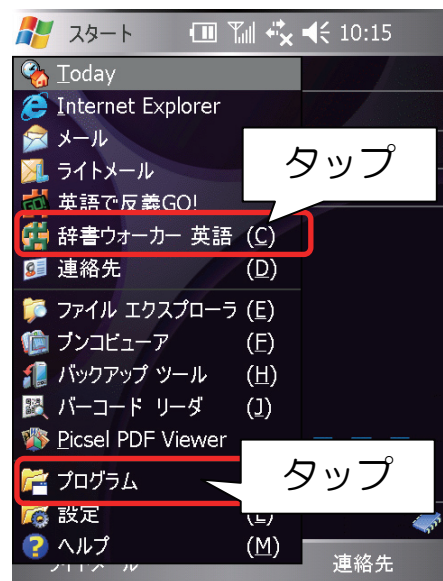 スタート 10:15
Today
Internet Explorer
メール
ライトメール
タップ
英語で反義GO!
辞書ウォーカー 英語 (C)
連絡先 (D)
ファイル エクスプローラ (E)
ブンコビューア (F)
バックアップ ツール (H)
バーコード リーダ (J)
Picsel PDF Viewer
プログラム
タップ
設定 (L)
ヘルプ (M)
連絡先